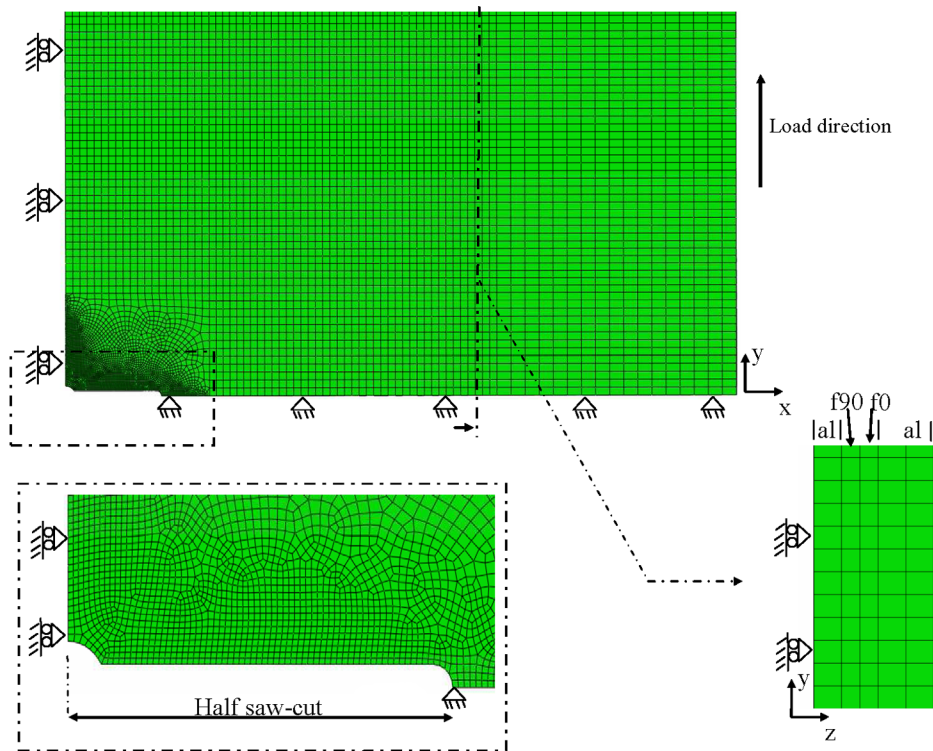 Load direction
y
x
f90 f0
|al| |al|
Half saw-cut
y
z